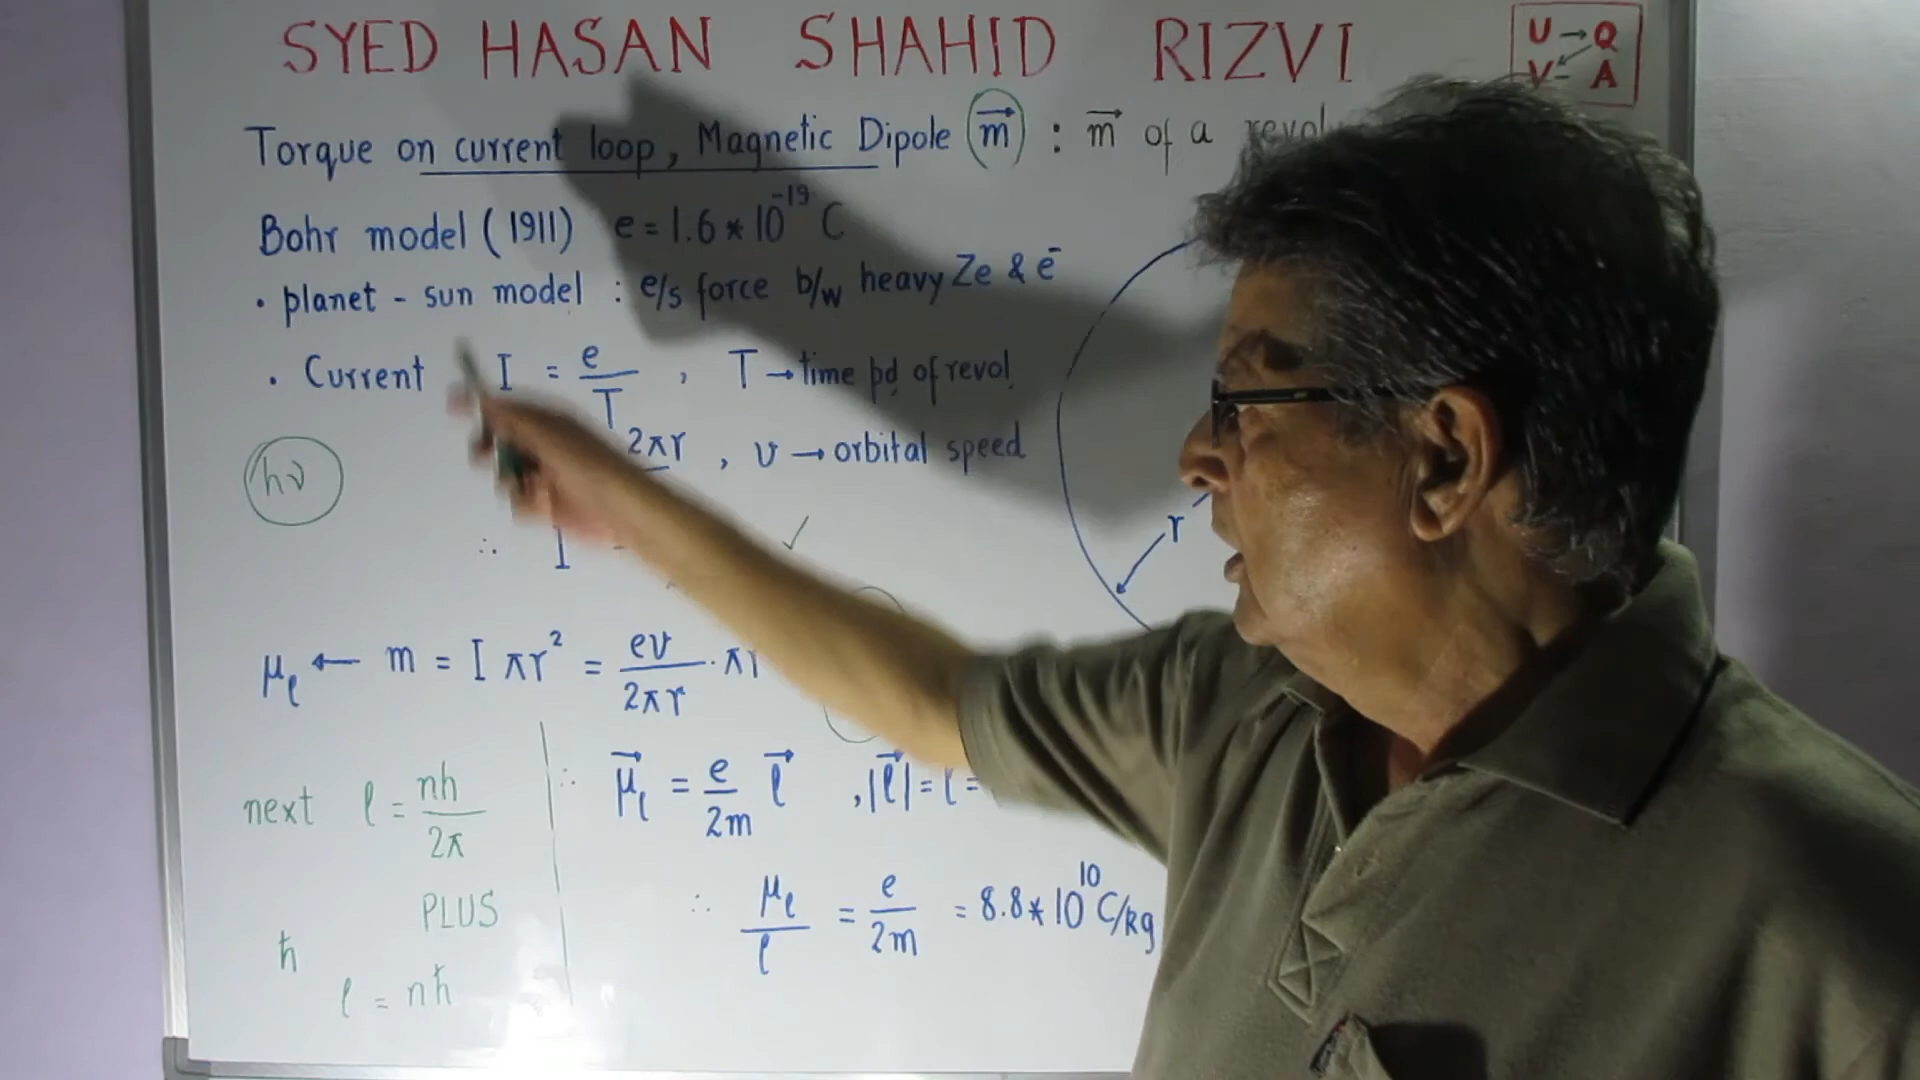 SYED HASAN SHAHID RIZVI
U → Q
V A
Torque on current loop, Magnetic Dipole (m⃗) : m⃗ of a revol
Bohr model (1911) e = 1.6 * 10⁻¹⁹ C
• planet - sun model : e/s force b/w heavy Ze & e⁻
• Current I = e/T , T → time pd of revol.
2πr , v → orbital speed
hν
∴ I ✓
r
μₗ ← m = I πr² = ev/2πr · πr
next l = nh/2π
∴ μ⃗ₗ = e/2m l⃗ , |l⃗| = l =
PLUS
∴ μₗ/l = e/2m = 8.8 * 10¹⁰ C/kg
ħ
l = nħ